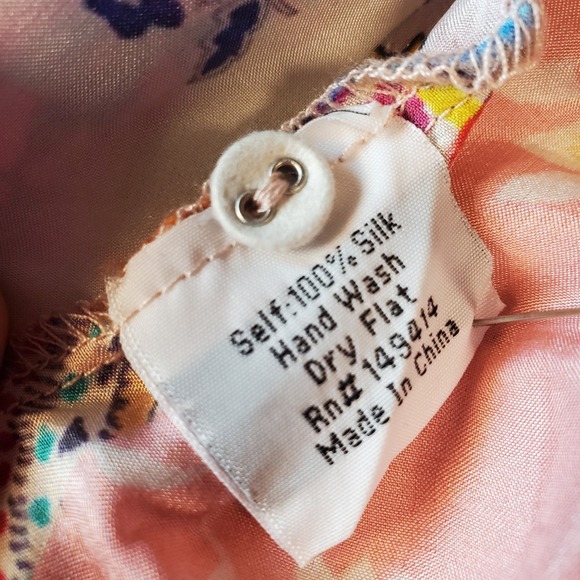 Self:100% Silk
Hand Wash
Dry Flat
Rn# 149414
Made In China